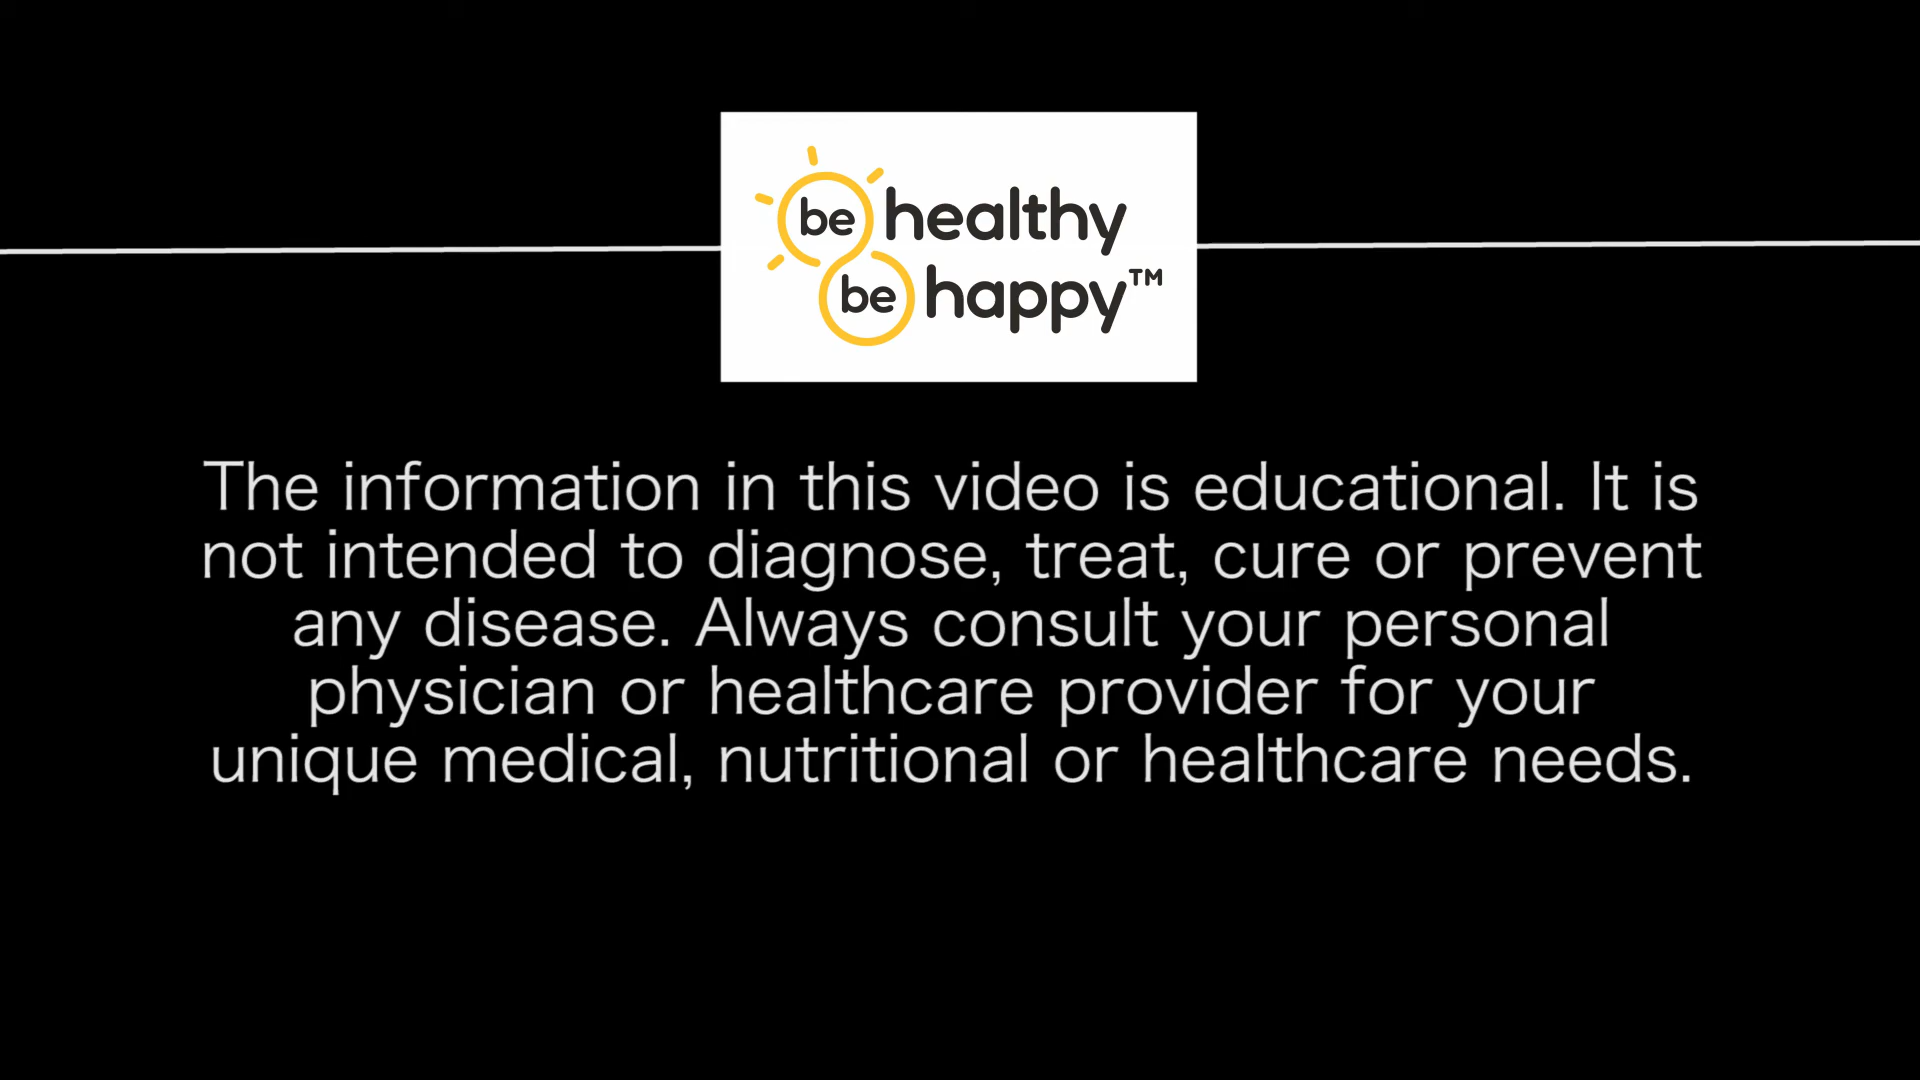 be healthy
be happy™
The information in this video is educational. It is
not intended to diagnose, treat, cure or prevent
any disease. Always consult your personal
physician or healthcare provider for your
unique medical, nutritional or healthcare needs.